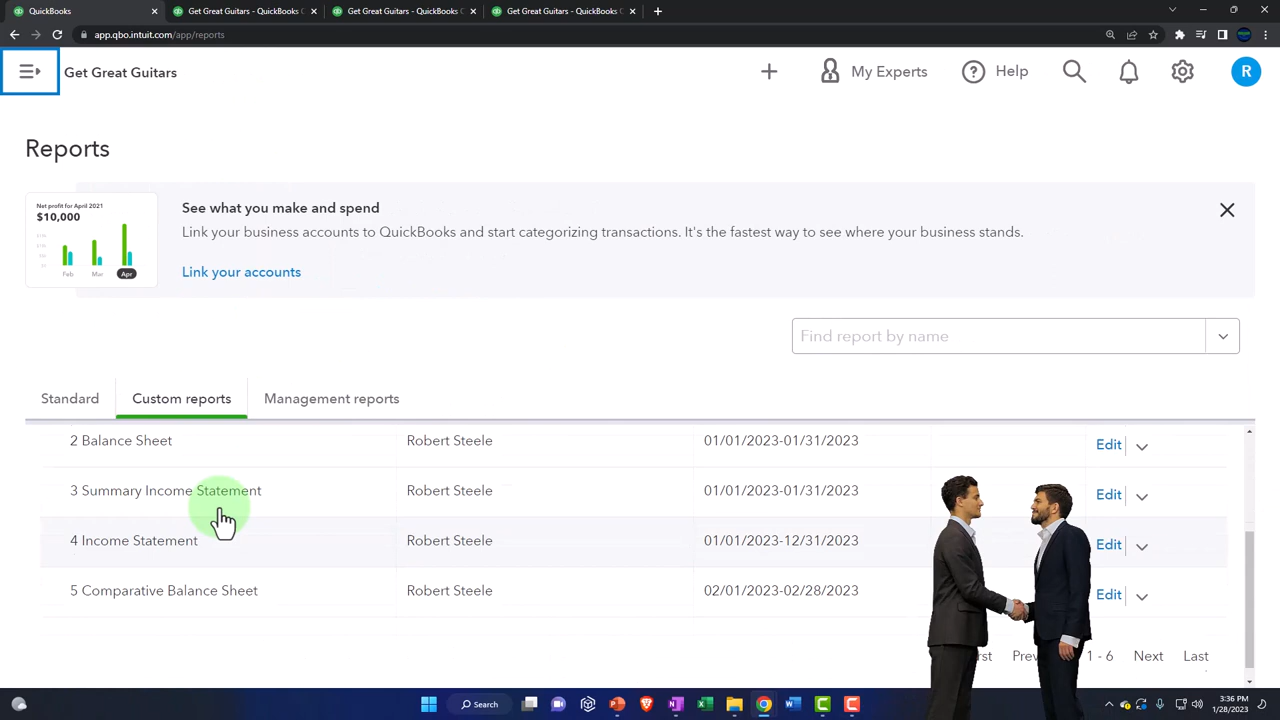 QuickBooks
Get Great Guitars - QuickBooks
Get Great Guitars - QuickBooks
Get Great Guitars - QuickBooks
app.qbo.intuit.com/app/reports
Get Great Guitars
My Experts
Help
R
Reports
Net profit for April 2021
$10,000
Feb Mar Apr
See what you make and spend
Link your business accounts to QuickBooks and start categorizing transactions. It's the fastest way to see where your business stands.
Link your accounts
Find report by name
Standard Custom reports Management reports
2 Balance Sheet Robert Steele 01/01/2023-01/31/2023 Edit
3 Summary Income Statement Robert Steele 01/01/2023-01/31/2023 Edit
4 Income Statement Robert Steele 01/01/2023-12/31/2023 Edit
5 Comparative Balance Sheet Robert Steele 02/01/2023-02/28/2023 Edit
1 - 6 Next Last
Search
3:36 PM
1/28/2023